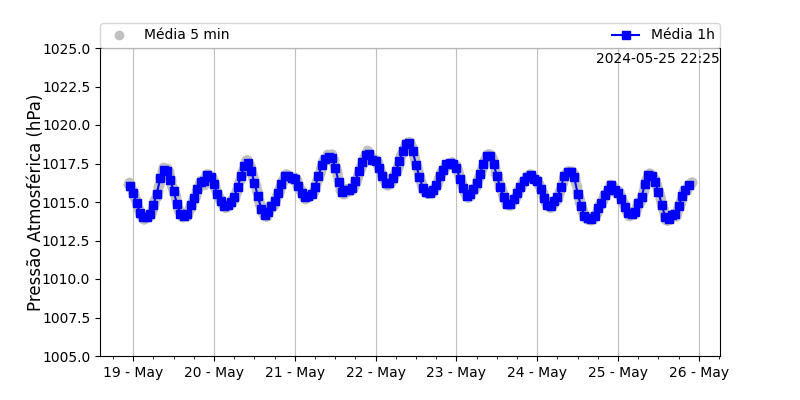 Média 5 min
Média 1h
2024-05-25 22:25
Pressão Atmosférica (hPa)
1025.0
1022.5
1020.0
1017.5
1015.0
1012.5
1010.0
1007.5
1005.0
19 - May
20 - May
21 - May
22 - May
23 - May
24 - May
25 - May
26 - May